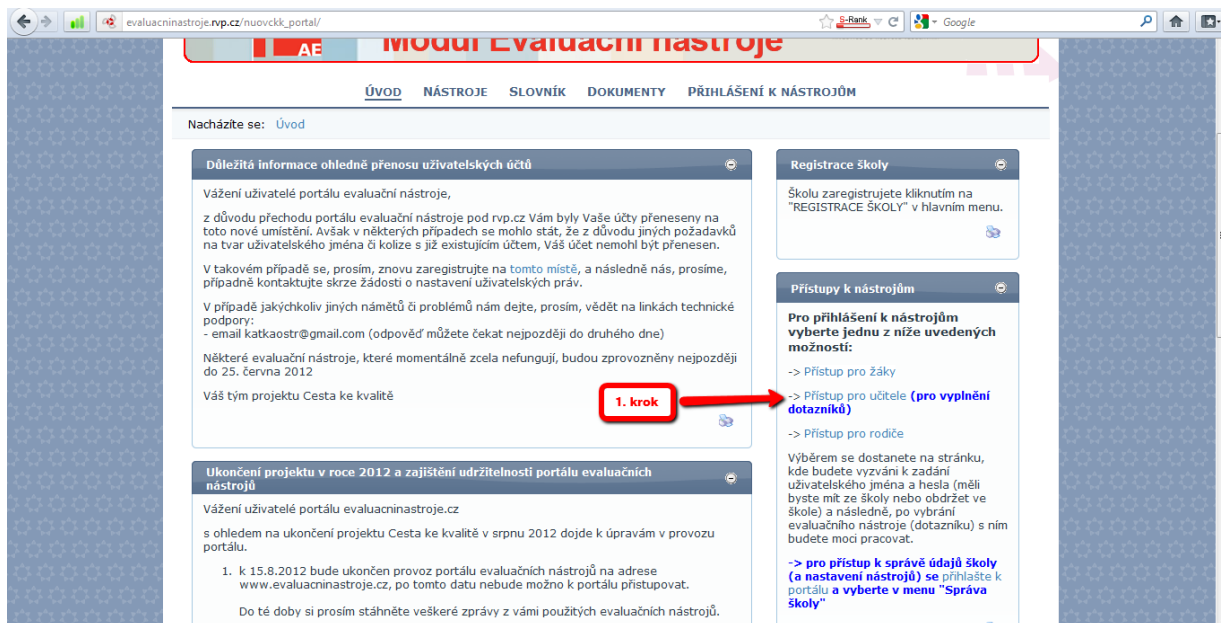 evaluacninastroje.rvp.cz/nuovckk_portal/
S-Rank
Google
AE
Modul Evaluační nástroje
ÚVOD NÁSTROJE SLOVNÍK DOKUMENTY PŘIHLÁŠENÍ K NÁSTROJŮM
Nacházíte se: Úvod
Důležitá informace ohledně přenosu uživatelských účtů
Vážení uživatelé portálu evaluační nástroje,
z důvodu přechodu portálu evaluační nástroje pod rvp.cz Vám byly Vaše účty přeneseny na
toto nové umístění. Avšak v některých případech se mohlo stát, že z důvodu jiných požadavků
na tvar uživatelského jména či kolize s již existujícím účtem, Váš účet nemohl být přenesen.
V takovém případě se, prosím, znovu zaregistrujte na tomto místě, a následně nás, prosíme,
případně kontaktujte skrze žádosti o nastavení uživatelských práv.
V případě jakýchkoliv jiných námětů či problémů nám dejte, prosím, vědět na linkách technické
podpory:
- email katkaostr@gmail.com (odpověď můžete čekat nejpozději do druhého dne)
Některé evaluační nástroje, které momentálně zcela nefungují, budou zprovozněny nejpozději
do 25. června 2012
Váš tým projektu Cesta ke kvalitě
1. krok
Ukončení projektu v roce 2012 a zajištění udržitelnosti portálu evaluačních
nástrojů
Vážení uživatelé portálu evaluacninastroje.cz
s ohledem na ukončení projektu Cesta ke kvalitě v srpnu 2012 dojde k úpravám v provozu
portálu.
1. k 15.8.2012 bude ukončen provoz portálu evaluačních nástrojů na adrese
www.evaluacninastroje.cz, po tomto datu nebude možno k portálu přistupovat.
Do té doby si prosím stáhněte veškeré zprávy z vámi použitých evaluačních nástrojů.
Registrace školy
Školu zaregistrujete kliknutím na
"REGISTRACE ŠKOLY" v hlavním menu.
Přístupy k nástrojům
Pro přihlášení k nástrojům
vyberte jednu z níže uvedených
možností:
-> Přístup pro žáky
-> Přístup pro učitele (pro vyplnění
dotazníků)
-> Přístup pro rodiče
Výběrem se dostanete na stránku,
kde budete vyzváni k zadání
uživatelského jména a hesla (měli
byste mít ze školy nebo obdržet ve
škole) a následně, po vybrání
evaluačního nástroje (dotazníku) s ním
budete moci pracovat.
-> pro přístup k správě údajů školy
(a nastavení nástrojů) se přihlašte k
portálu a vyberte v menu "Správa
školy"